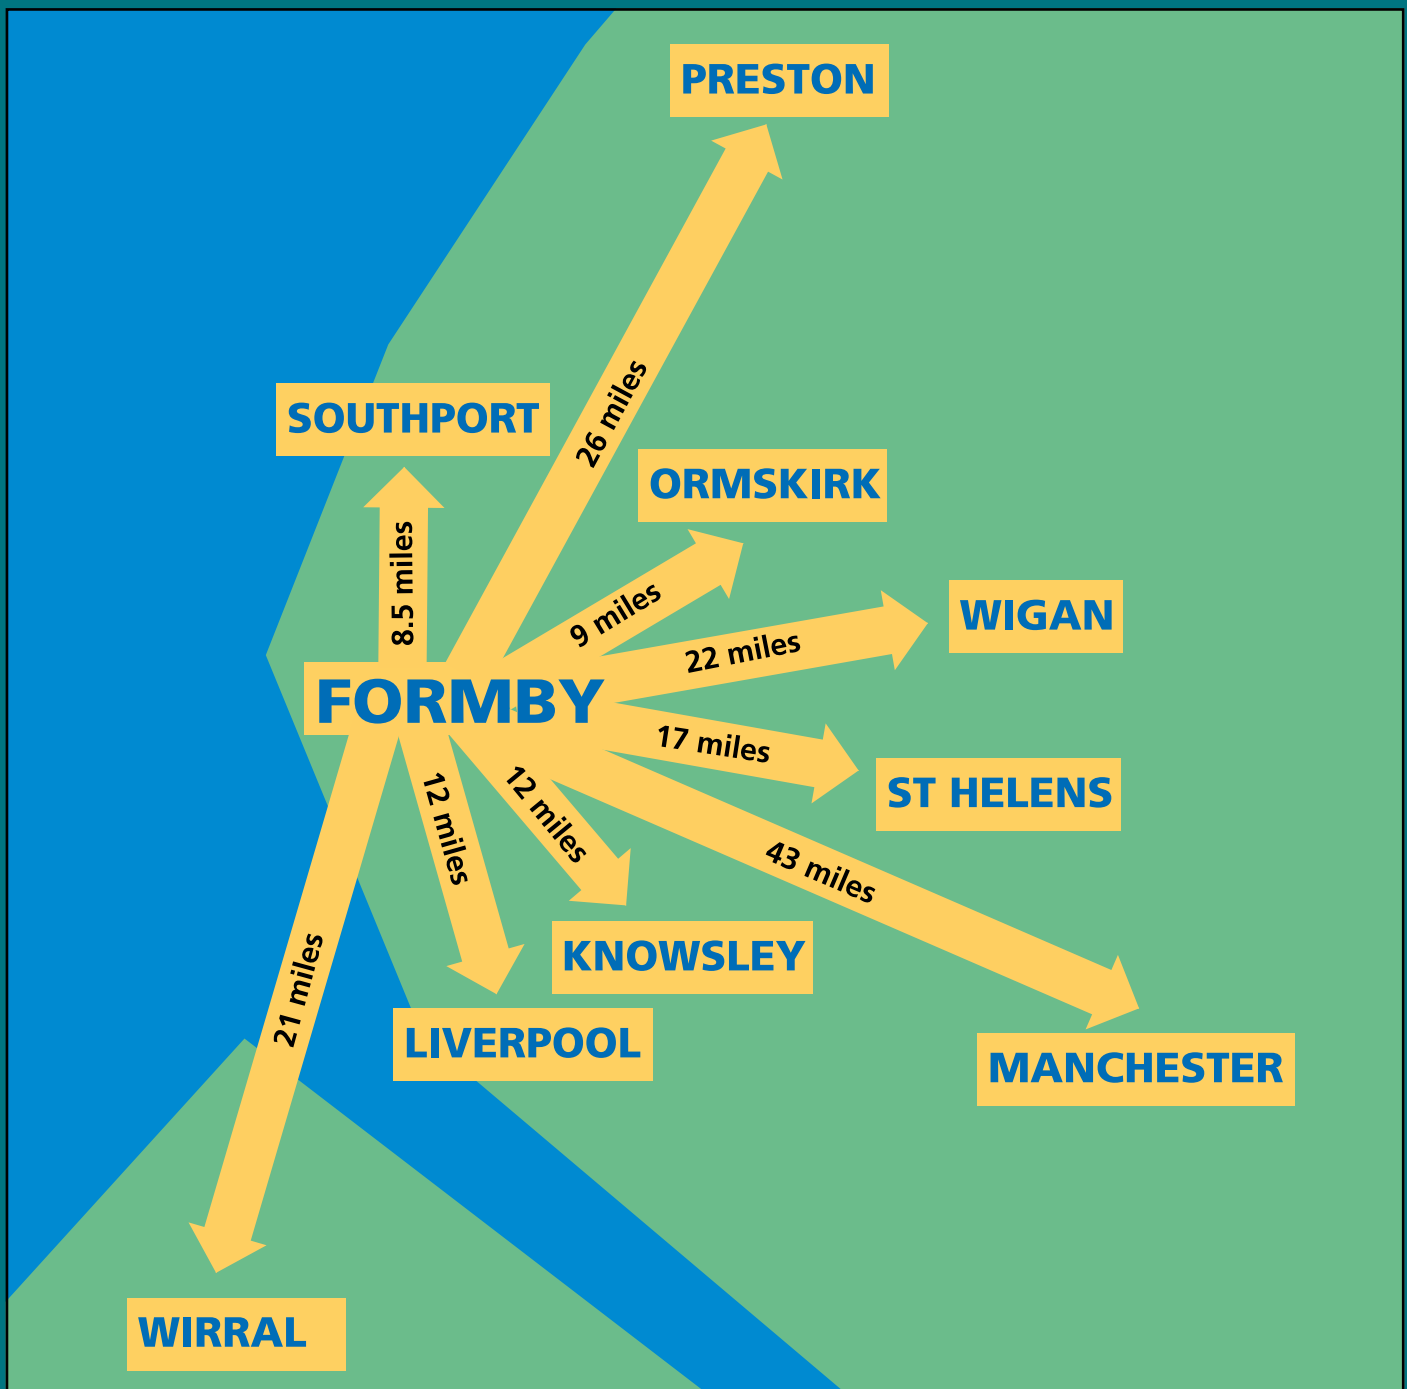 PRESTON
26 miles
SOUTHPORT
8.5 miles
ORMSKIRK
9 miles
WIGAN
22 miles
FORMBY
17 miles
ST HELENS
12 miles
12 miles
43 miles
KNOWSLEY
21 miles
LIVERPOOL
MANCHESTER
WIRRAL